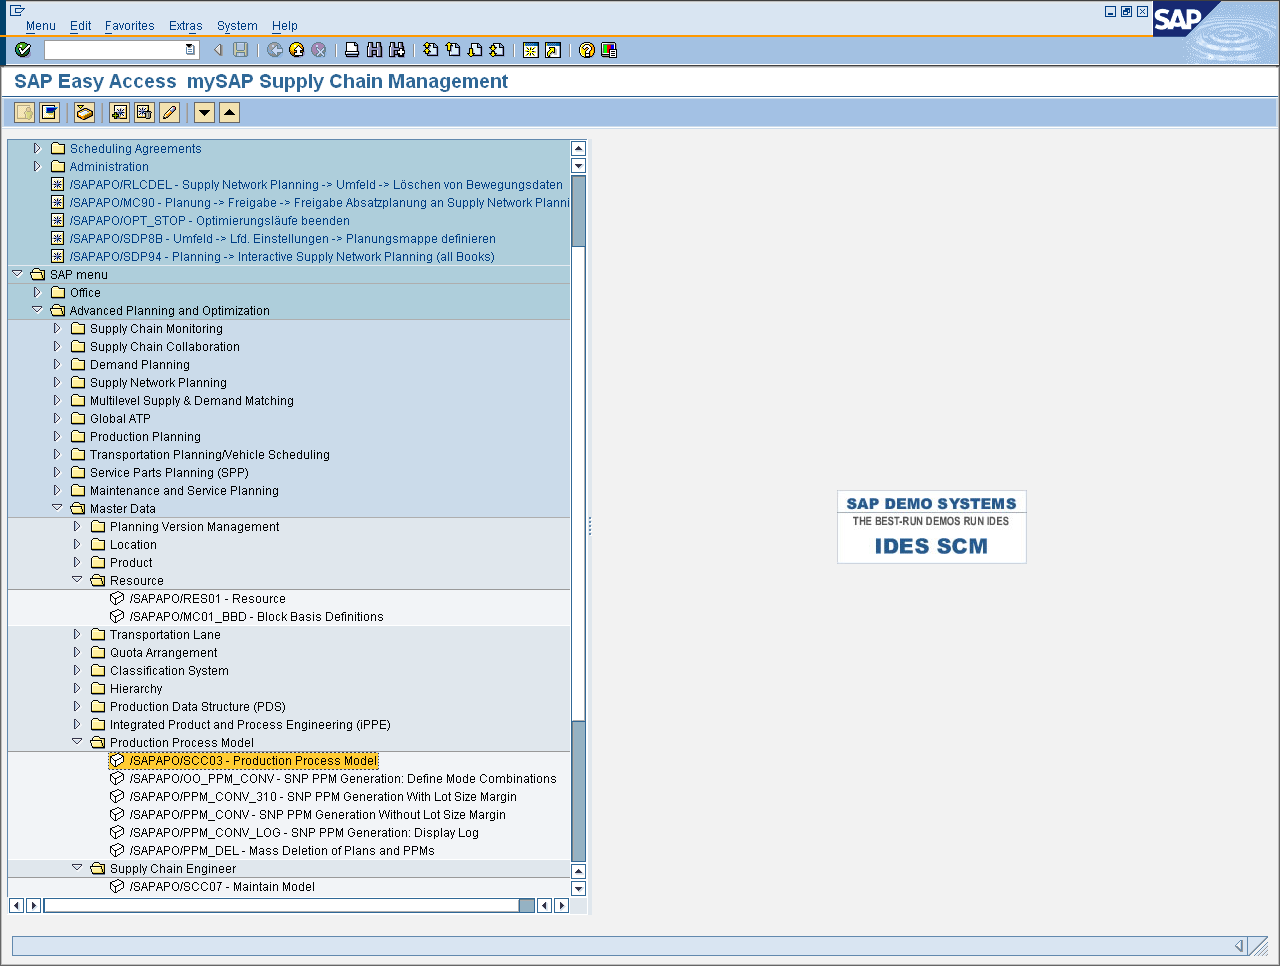 Menu Edit Favorites Extras System Help
SAP
SAP Easy Access mySAP Supply Chain Management
Scheduling Agreements
Administration
/SAPAPO/RLCDEL - Supply Network Planning -> Umfeld -> Löschen von Bewegungsdaten
/SAPAPO/MC90 - Planung -> Freigabe -> Freigabe Absatzplanung an Supply Network Planni
/SAPAPO/OPT_STOP - Optimierungsläufe beenden
/SAPAPO/SDP8B - Umfeld -> Lfd. Einstellungen -> Planungsmappe definieren
/SAPAPO/SDP94 - Planning -> Interactive Supply Network Planning (all Books)
SAP menu
Office
Advanced Planning and Optimization
Supply Chain Monitoring
Supply Chain Collaboration
Demand Planning
Supply Network Planning
Multilevel Supply & Demand Matching
Global ATP
Production Planning
Transportation Planning/Vehicle Scheduling
Service Parts Planning (SPP)
Maintenance and Service Planning
Master Data
Planning Version Management
Location
Product
Resource
/SAPAPO/RES01 - Resource
/SAPAPO/MC01_BBD - Block Basis Definitions
Transportation Lane
Quota Arrangement
Classification System
Hierarchy
Production Data Structure (PDS)
Integrated Product and Process Engineering (iPPE)
Production Process Model
/SAPAPO/SCC03 - Production Process Model
/SAPAPO/OO_PPM_CONV - SNP PPM Generation: Define Mode Combinations
/SAPAPO/PPM_CONV_310 - SNP PPM Generation With Lot Size Margin
/SAPAPO/PPM_CONV - SNP PPM Generation Without Lot Size Margin
/SAPAPO/PPM_CONV_LOG - SNP PPM Generation: Display Log
/SAPAPO/PPM_DEL - Mass Deletion of Plans and PPMs
Supply Chain Engineer
/SAPAPO/SCC07 - Maintain Model
SAP DEMO SYSTEMS
THE BEST-RUN DEMOS RUN IDES
IDES SCM